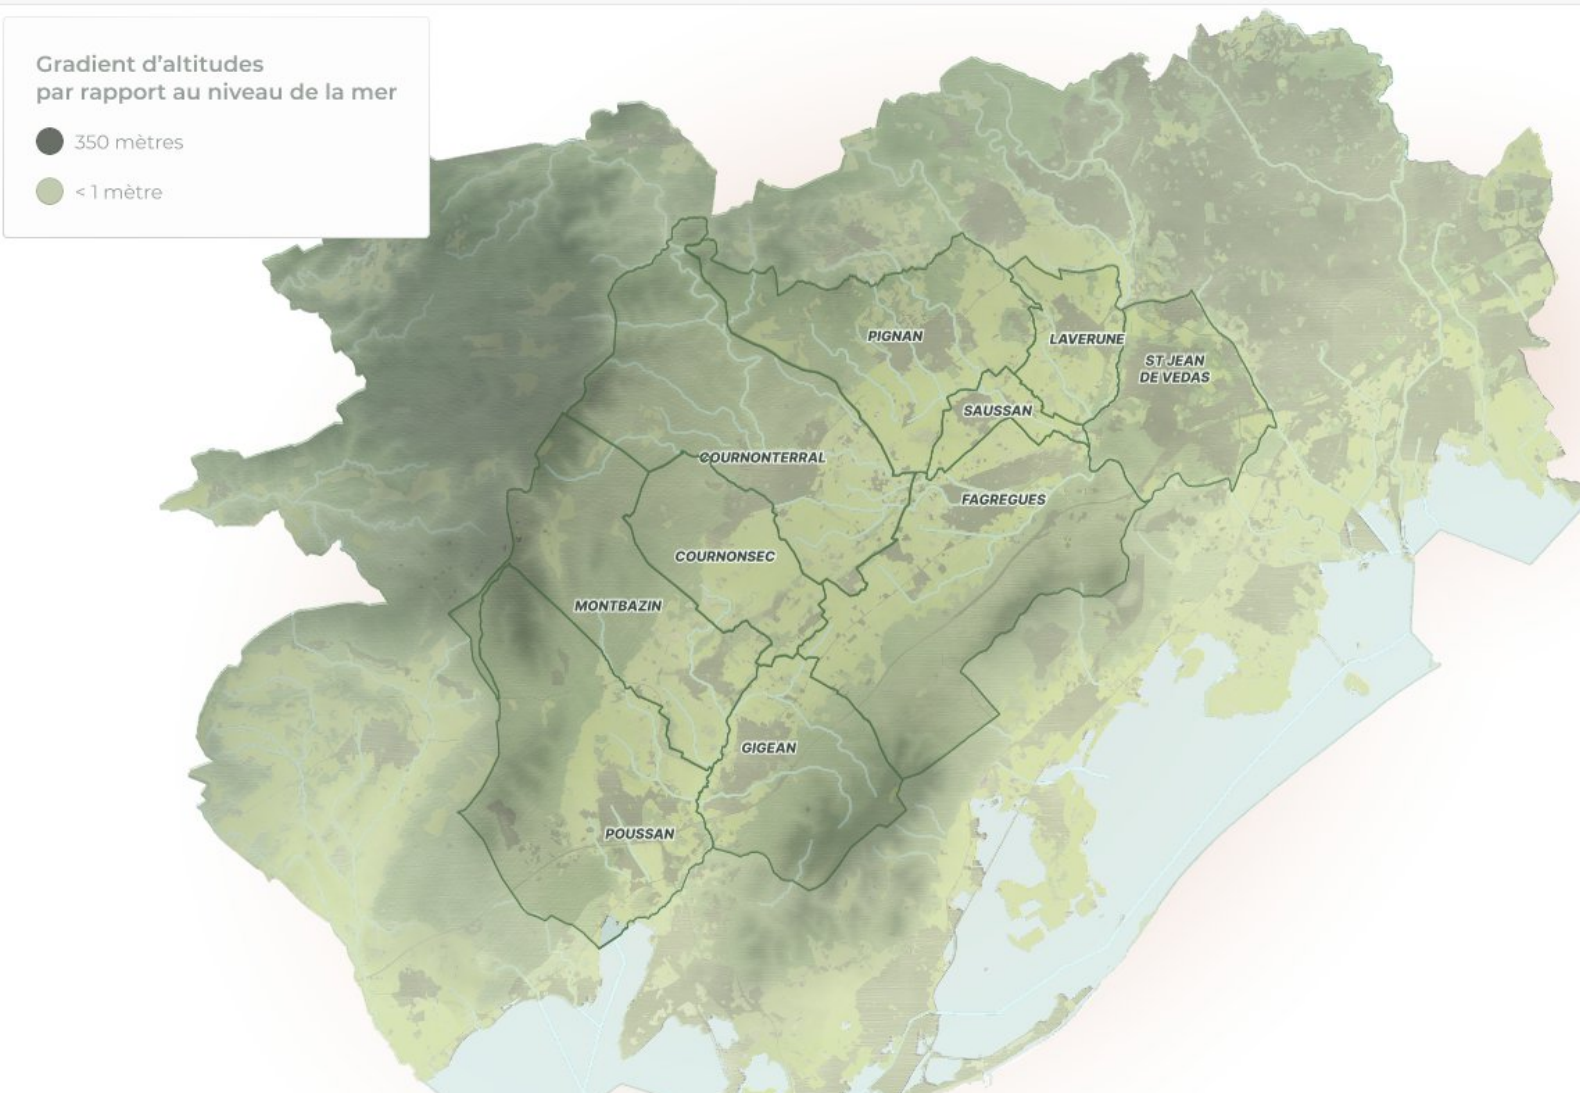 Gradient d'altitudes
par rapport au niveau de la mer
350 mètres
< 1 mètre
PIGNAN
LAVERUNE
ST JEAN
DE VEDAS
SAUSSAN
COURNONTERRAL
FAGREGUES
COURNONSEC
MONTBAZIN
GIGEAN
POUSSAN